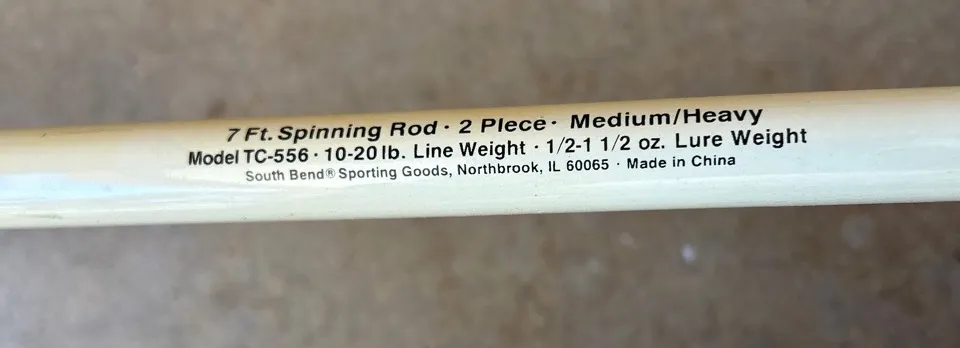 7 Ft. Spinning Rod · 2 Piece · Medium/Heavy
Model TC-556 · 10-20 lb. Line Weight · 1/2-1 1/2 oz. Lure Weight
South Bend® Sporting Goods, Northbrook, IL 60065 · Made in China